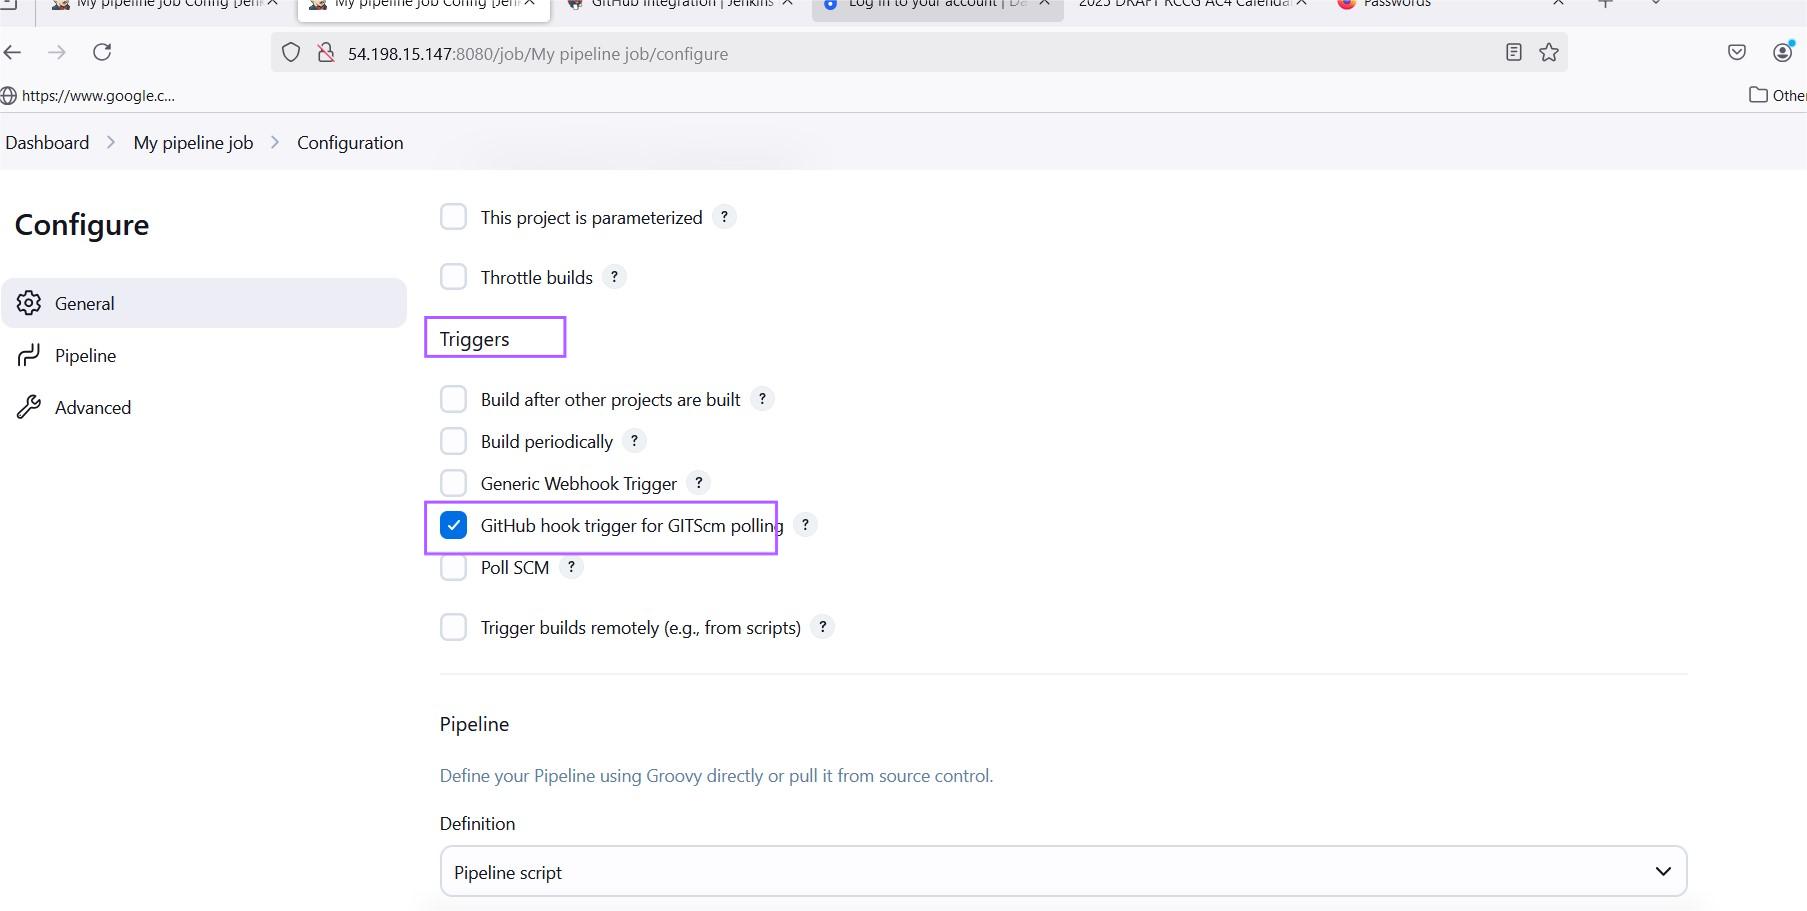 My pipeline job Config [Jenk
My pipeline job Config [Jenk
GitHub Integration | Jenkins
Log in to your account | Da
2025 DRAFT RCCG AC4 Calenda
Passwords
54.198.15.147:8080/job/My pipeline job/configure
https://www.google.c...
Other
Dashboard > My pipeline job > Configuration
Configure
General
Pipeline
Advanced
This project is parameterized ?
Throttle builds ?
Triggers
Build after other projects are built ?
Build periodically ?
Generic Webhook Trigger ?
GitHub hook trigger for GITScm polling ?
Poll SCM ?
Trigger builds remotely (e.g., from scripts) ?
Pipeline
Define your Pipeline using Groovy directly or pull it from source control.
Definition
Pipeline script